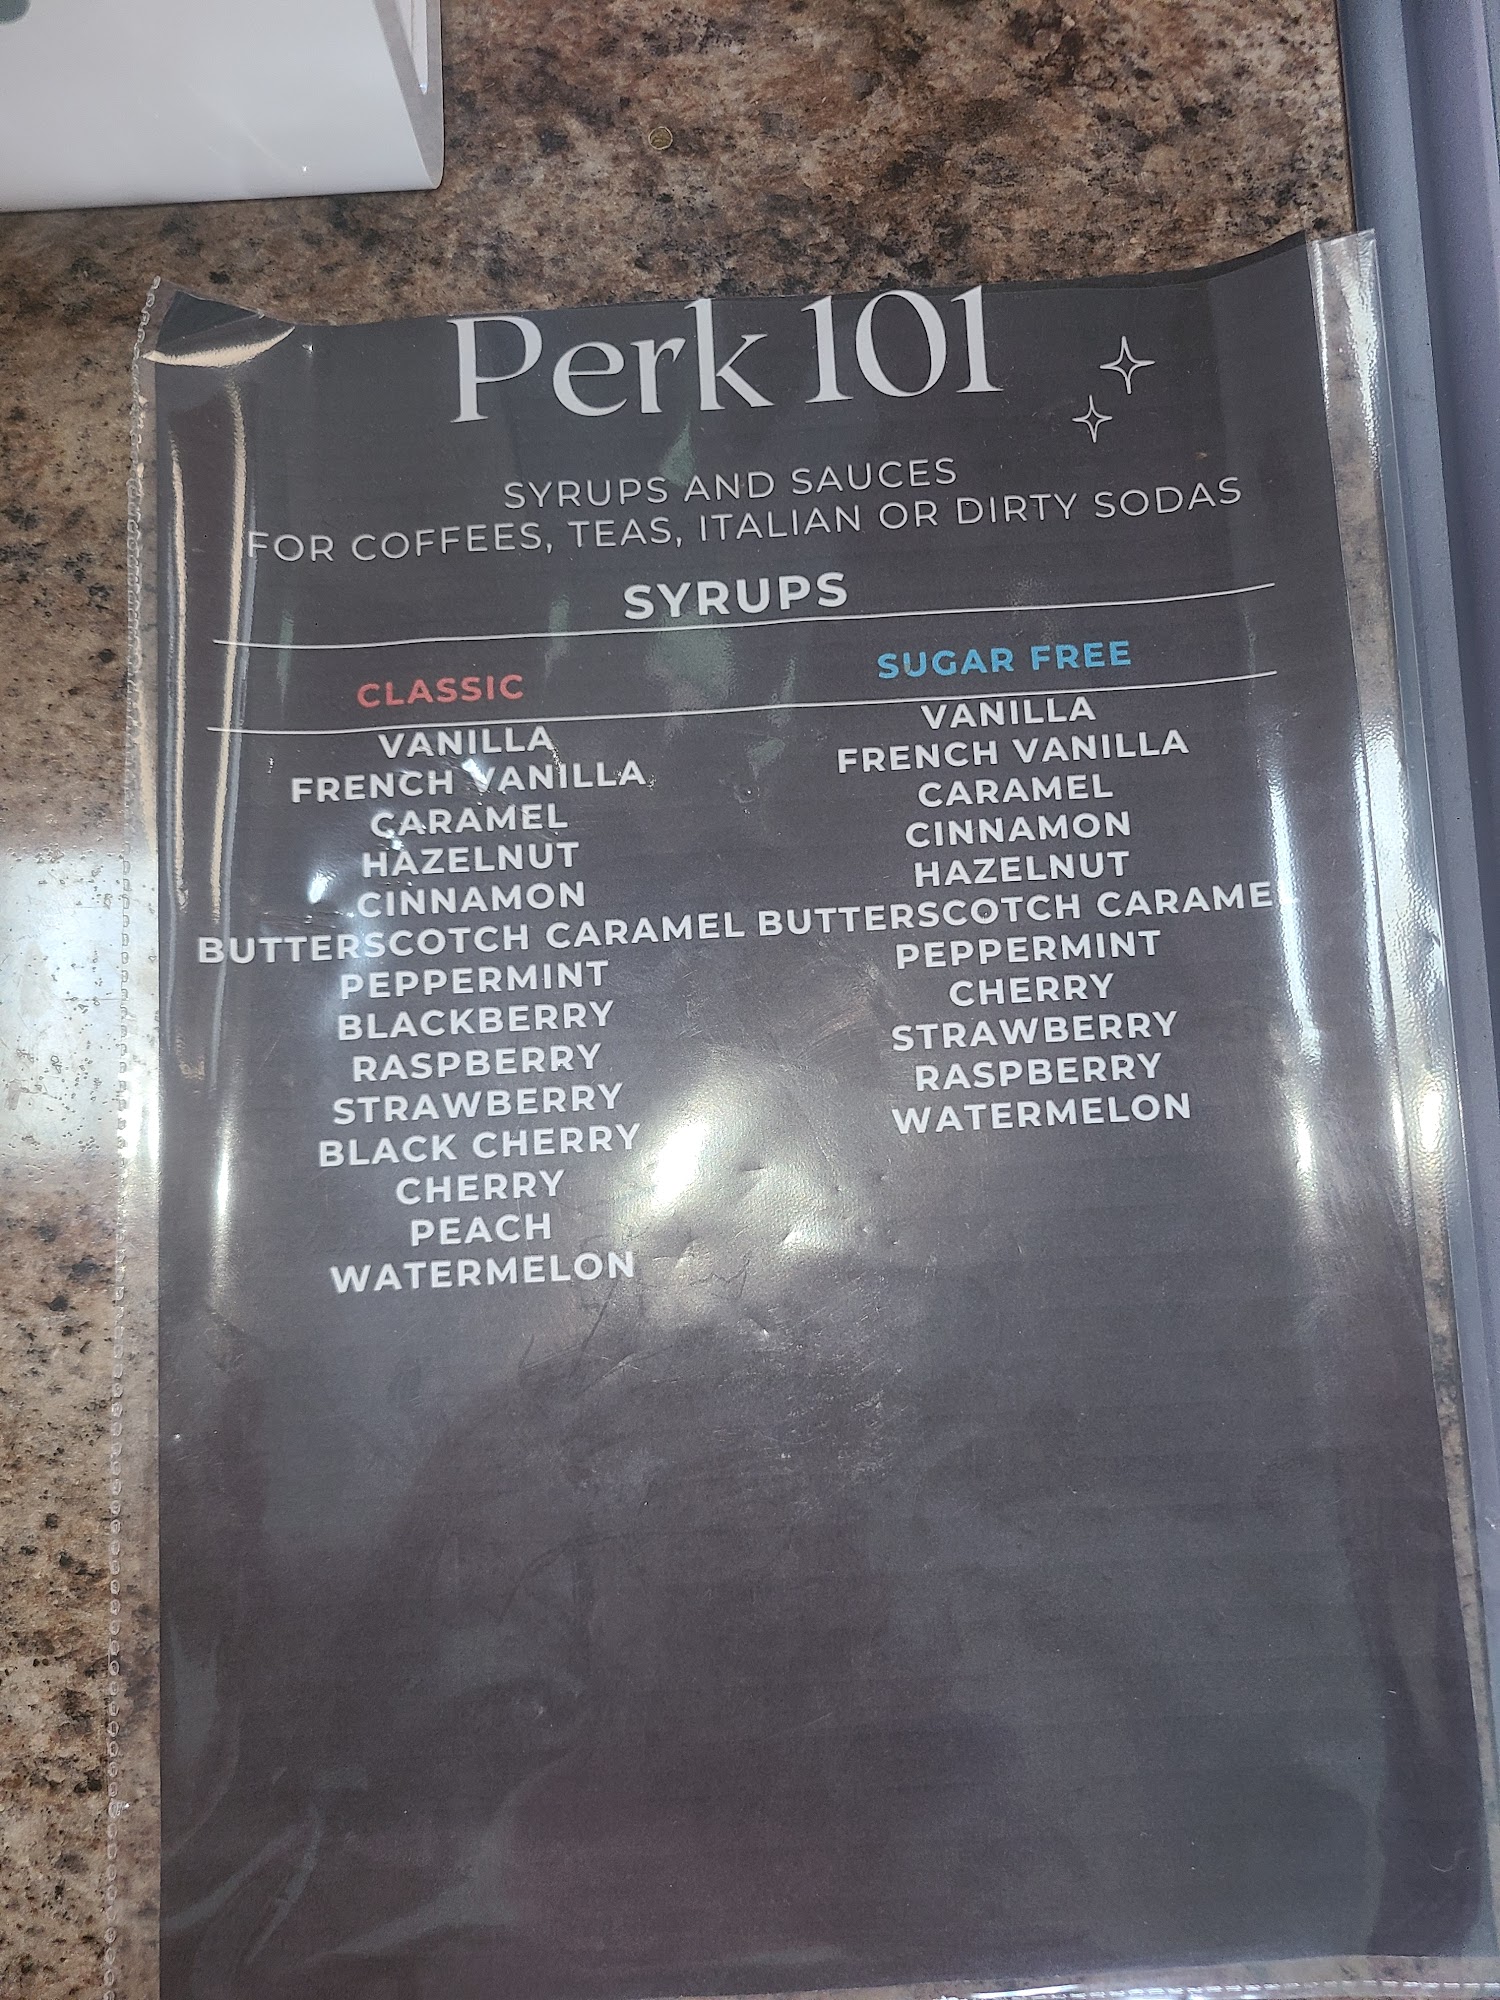 Perk 101
SYRUPS AND SAUCES
FOR COFFEES, TEAS, ITALIAN OR DIRTY SODAS
SYRUPS
CLASSIC
VANILLA
FRENCH VANILLA
CARAMEL
HAZELNUT
CINNAMON
BUTTERSCOTCH CARAMEL
PEPPERMINT
BLACKBERRY
RASPBERRY
STRAWBERRY
BLACK CHERRY
CHERRY
PEACH
WATERMELON
SUGAR FREE
VANILLA
FRENCH VANILLA
CARAMEL
CINNAMON
HAZELNUT
BUTTERSCOTCH CARAME
PEPPERMINT
CHERRY
STRAWBERRY
RASPBERRY
WATERMELON